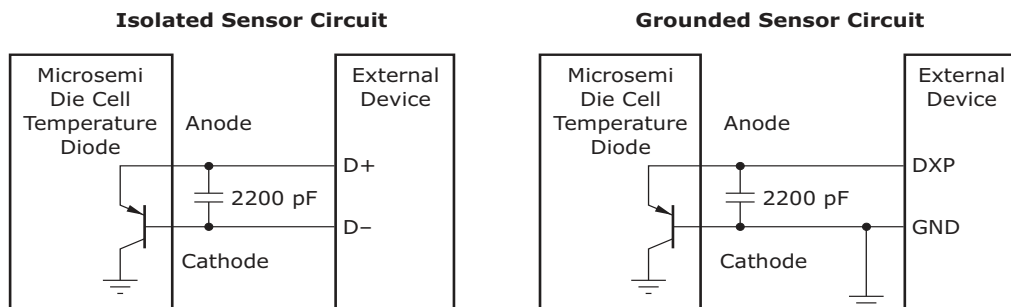 Isolated Sensor Circuit
Microsemi
Die Cell
Temperature
Diode
Anode
Cathode
2200 pF
External
Device
D+
D−
Grounded Sensor Circuit
Microsemi
Die Cell
Temperature
Diode
Anode
Cathode
2200 pF
External
Device
DXP
GND